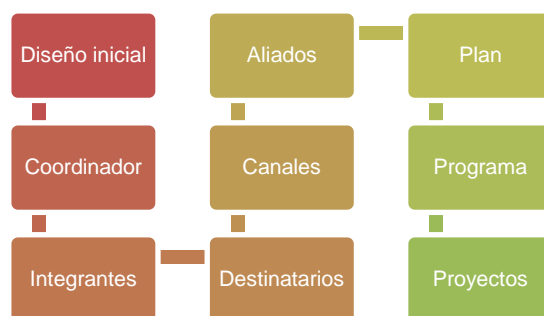 Diseño inicial
Coordinador
Integrantes
Destinatarios
Canales
Aliados
Plan
Programa
Proyectos